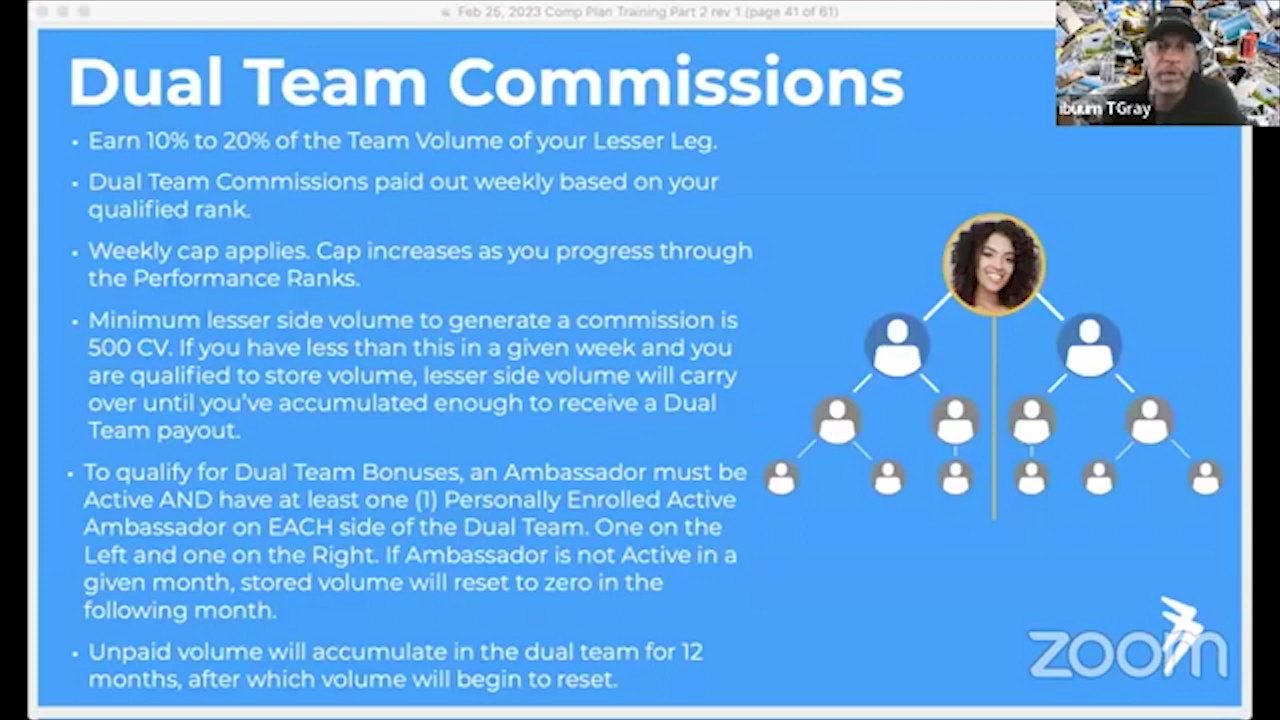 Feb 25, 2023 Comp Plan Training Part 2 rev 1 (page 41 of 61)
Dual Team Commissions
• Earn 10% to 20% of the Team Volume of your Lesser Leg.
• Dual Team Commissions paid out weekly based on your
qualified rank.
• Weekly cap applies. Cap increases as you progress through
the Performance Ranks.
• Minimum lesser side volume to generate a commission is
500 CV. If you have less than this in a given week and you
are qualified to store volume, lesser side volume will carry
over until you've accumulated enough to receive a Dual
Team payout.
• To qualify for Dual Team Bonuses, an Ambassador must be
Active AND have at least one (1) Personally Enrolled Active
Ambassador on EACH side of the Dual Team. One on the
Left and one on the Right. If Ambassador is not Active in a
given month, stored volume will reset to zero in the
following month.
• Unpaid volume will accumulate in the dual team for 12
months, after which volume will begin to reset.
TGray
zoom